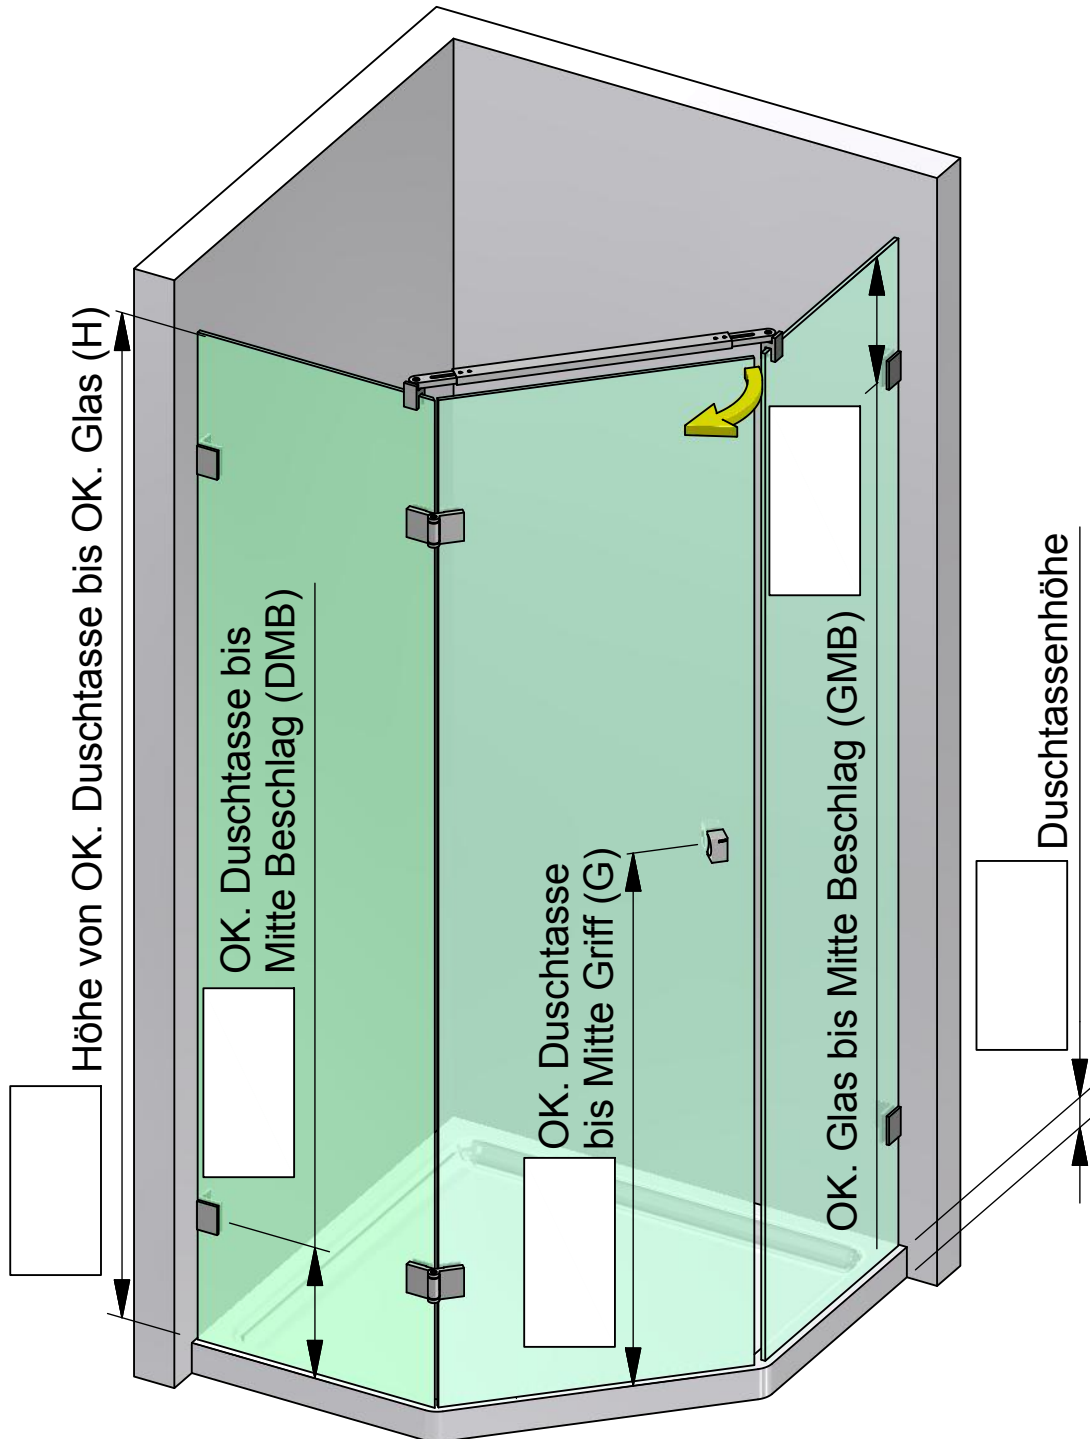 Höhe von OK. Duschtasse bis OK. Glas (H)
OK. Duschtasse bis
Mitte Beschlag (DMB)
OK. Duschtasse
bis Mitte Griff (G)
OK. Glas bis Mitte Beschlag (GMB)
Duschtassenhöhe